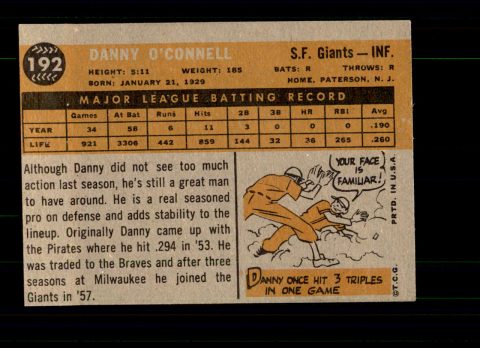 192
DANNY O'CONNELL
S.F. Giants — INF.
HEIGHT: 5:11 WEIGHT: 185 BATS: R THROWS: R
BORN: JANUARY 21, 1929 HOME: PATERSON, N. J.
MAJOR LEAGUE BATTING RECORD
Games At Bat Runs Hits 2B 3B HR RBI Avg
YEAR 34 58 6 11 3 0 0 0 .190
LIFE 921 3306 442 859 144 32 36 265 .260
Although Danny did not see too much
action last season, he's still a great man
to have around. He is a real seasoned
pro on defense and adds stability to the
lineup. Originally Danny came up with
the Pirates where he hit .294 in '53. He
was traded to the Braves and after three
seasons at Milwaukee he joined the
Giants in '57.
YOUR FACE
IS
FAMILIAR!
DANNY ONCE HIT 3 TRIPLES
IN ONE GAME
©T.C.G. PRTD. IN U.S.A.